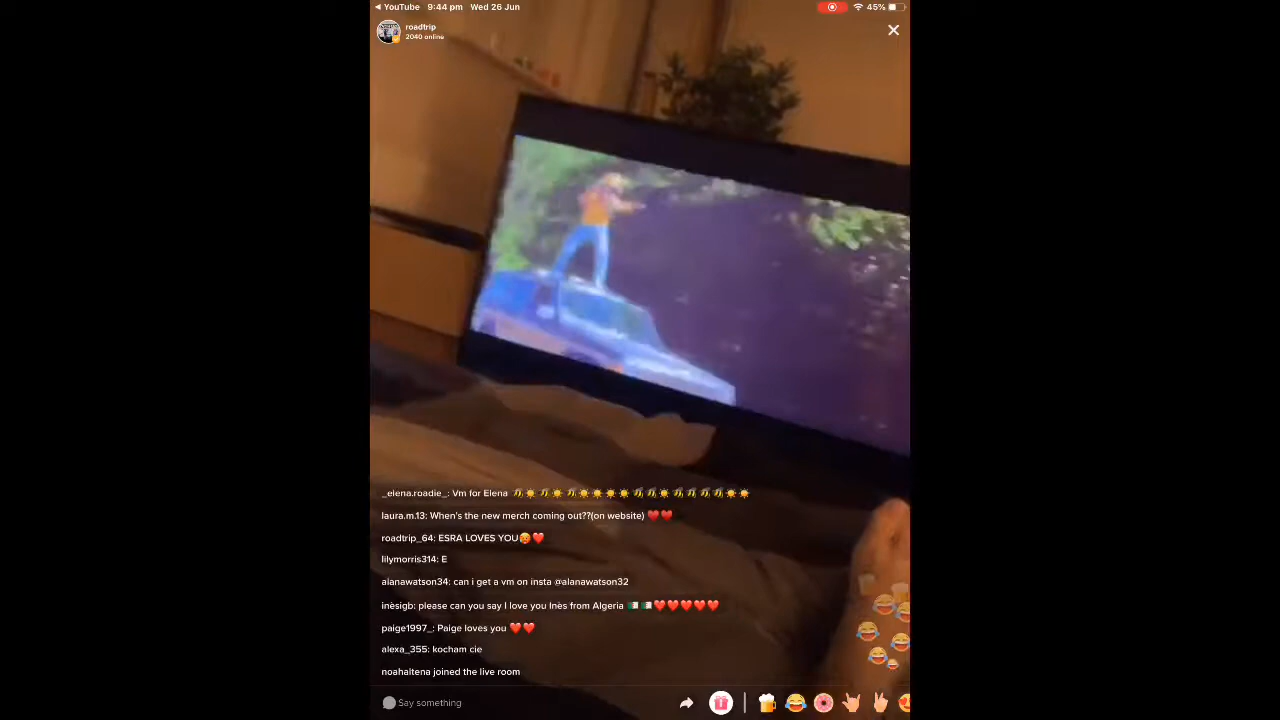 YouTube 9:44 pm Wed 26 Jun 45%
roadtrip
2040 online
_elena.roadie_: Vm for Elena 🐝☀️🐝☀️🐝☀️☀️☀️☀️🐝🐝☀️🐝🐝🐝🐝☀️☀️
laura.m.13: When's the new merch coming out??(on website) ❤️❤️
roadtrip_64: ESRA LOVES YOU🥵❤️
lilymorris314: E
alanawatson34: can i get a vm on insta @alanawatson32
inèsigb: please can you say I love you Inès from Algeria 🇩🇿🇩🇿❤️❤️❤️❤️❤️
paige1997_: Paige loves you ❤️❤️
alexa_355: kocham cie
noahaltena joined the live room
Say something